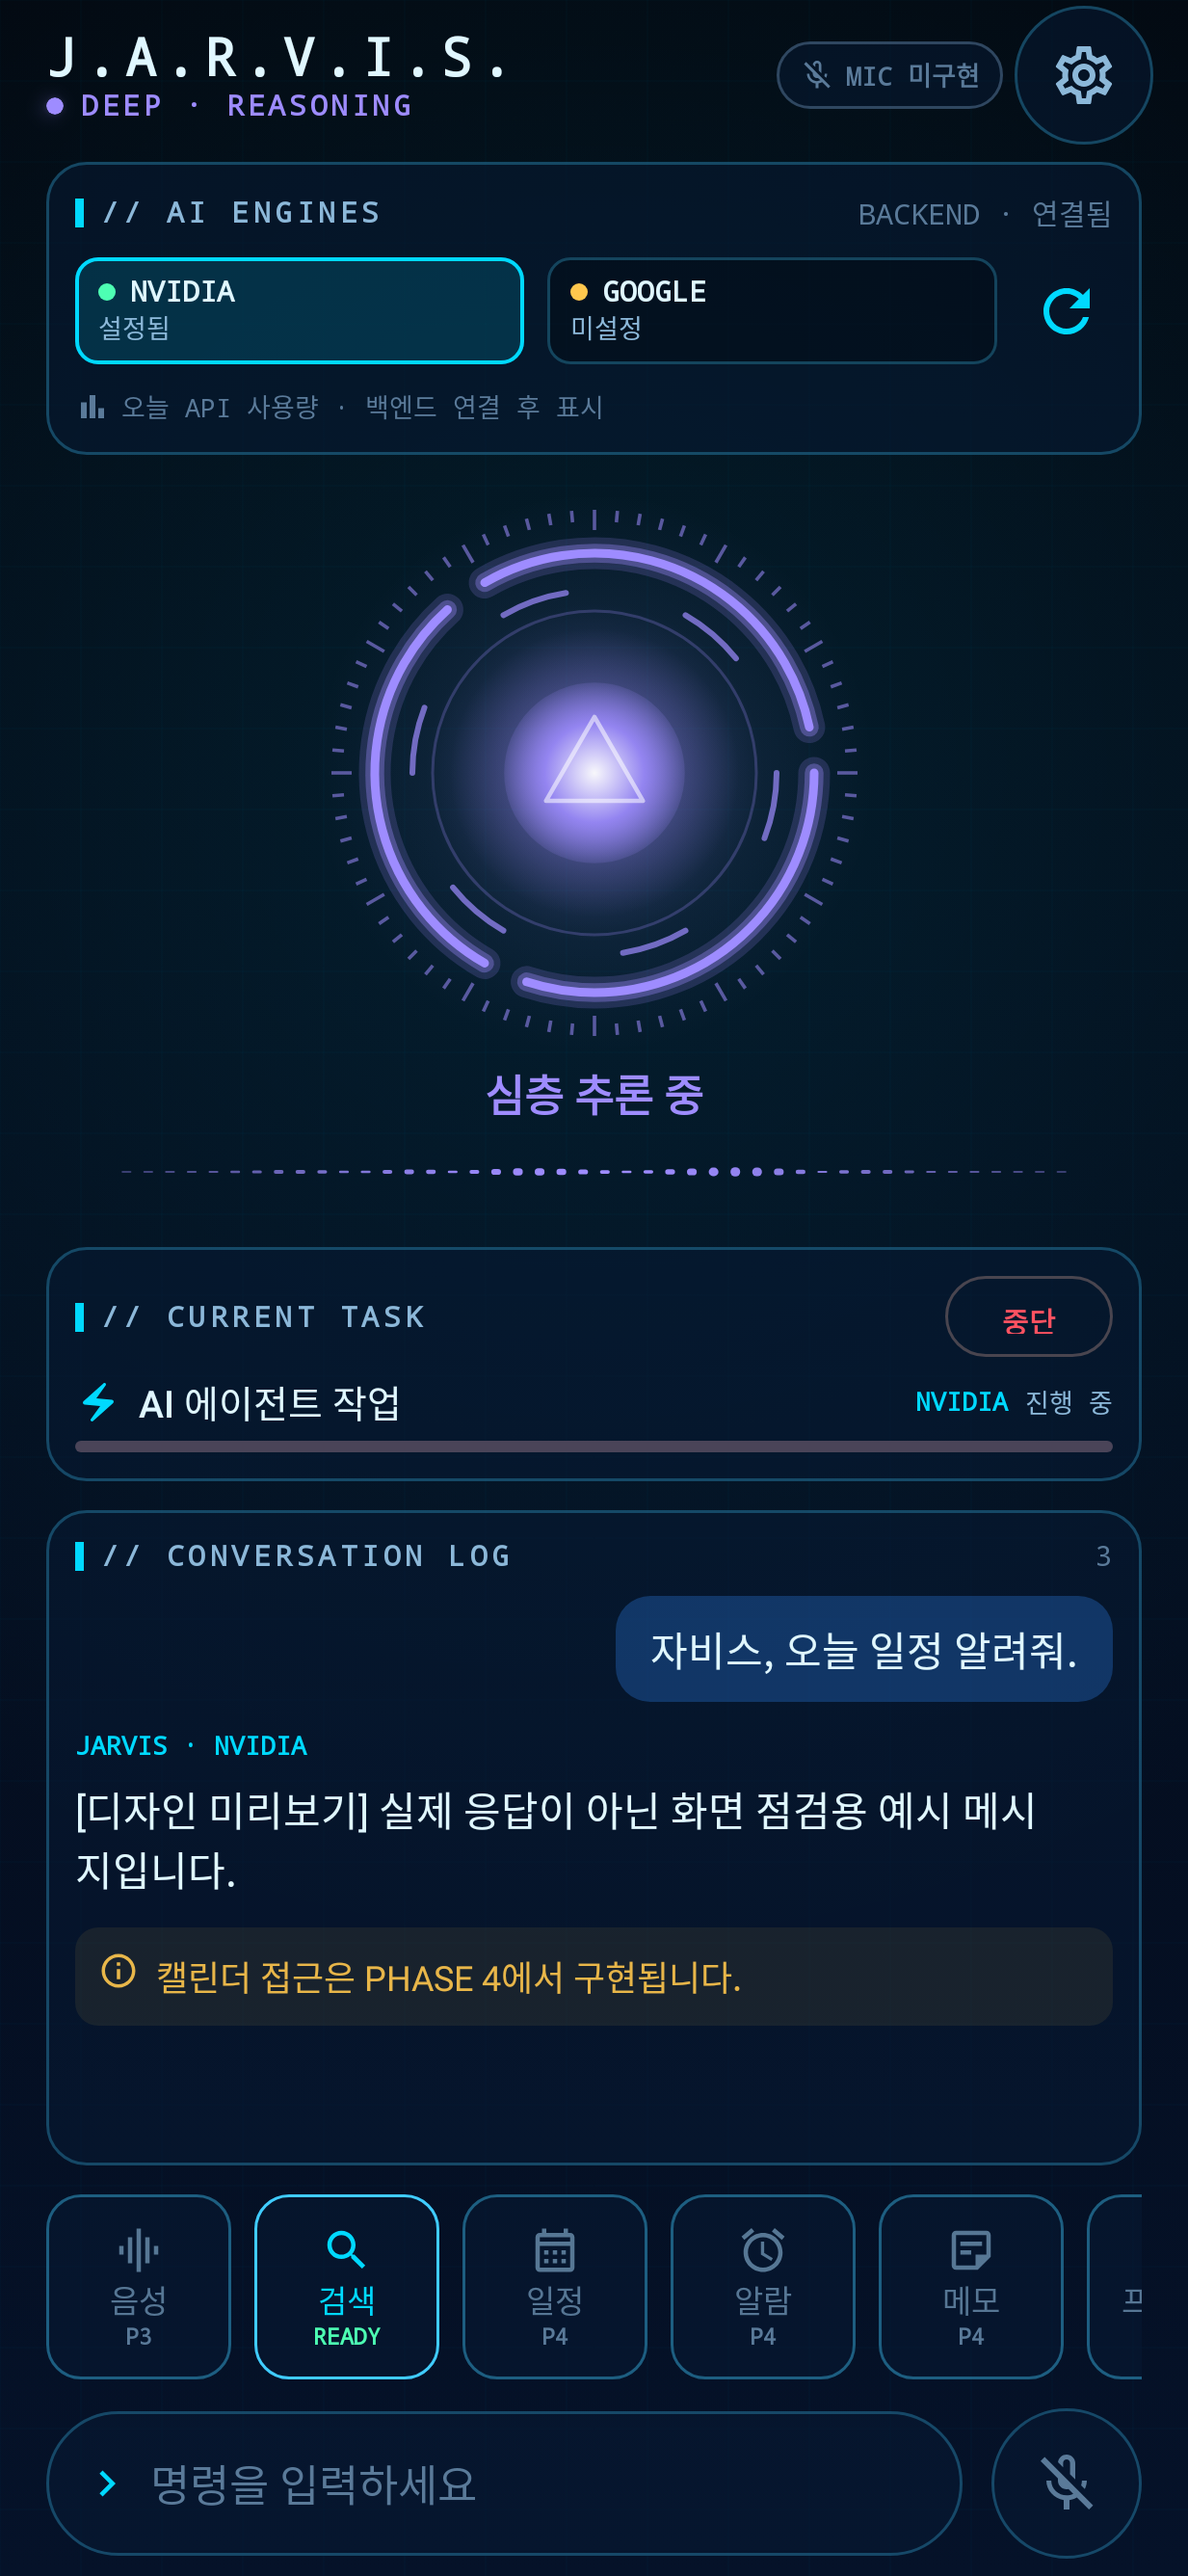 J.A.R.V.I.S.
DEEP · REASONING
MIC 미구현
// AI ENGINES
BACKEND · 연결됨
NVIDIA
설정됨
GOOGLE
미설정
오늘 API 사용량 · 백엔드 연결 후 표시
심층 추론 중
// CURRENT TASK
중단
AI 에이전트 작업
NVIDIA 진행 중
// CONVERSATION LOG
3
자비스, 오늘 일정 알려줘.
JARVIS · NVIDIA
[디자인 미리보기] 실제 응답이 아닌 화면 점검용 예시 메시
지입니다.
캘린더 접근은 PHASE 4에서 구현됩니다.
음성
P3
검색
READY
일정
P4
알람
P4
메모
P4
명령을 입력하세요